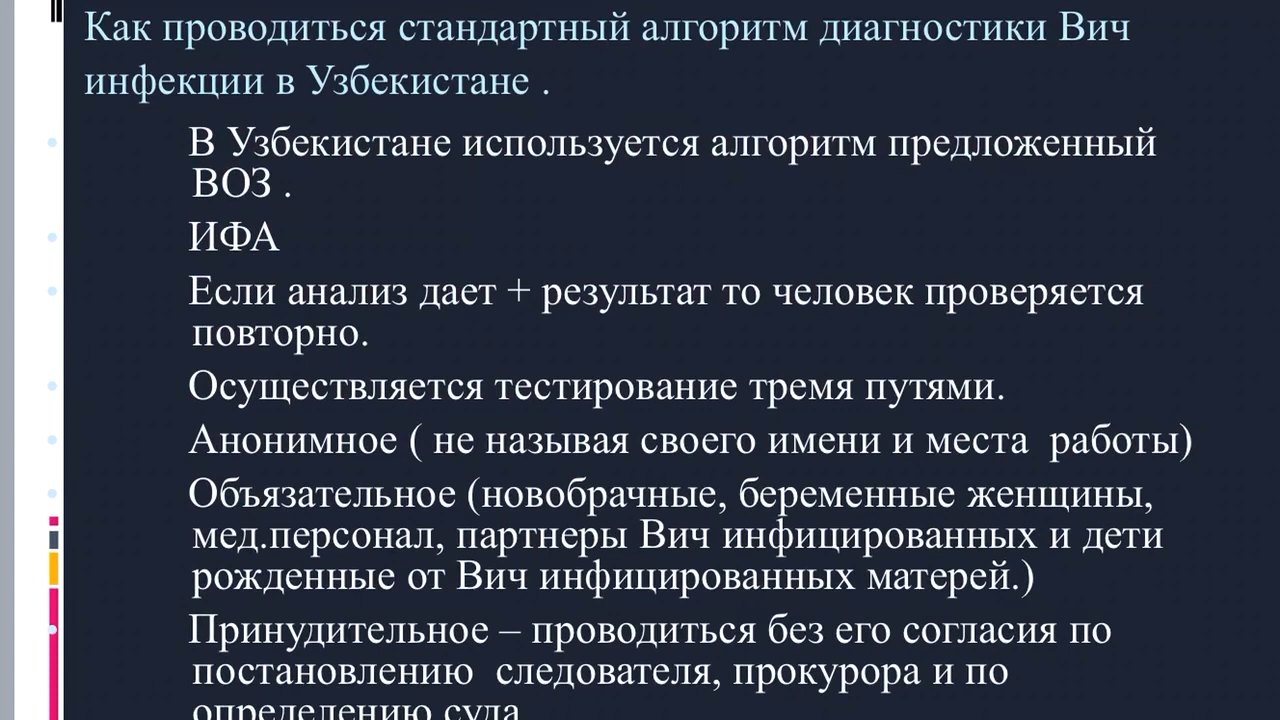 Как проводиться стандартный алгоритм диагностики Вич
инфекции в Узбекистане .
В Узбекистане используется алгоритм предложенный
ВОЗ .
ИФА
Если анализ дает + результат то человек проверяется
повторно.
Осуществляется тестирование тремя путями.
Анонимное ( не называя своего имени и места работы)
Объязательное (новобрачные, беременные женщины,
мед.персонал, партнеры Вич инфицированных и дети
рожденные от Вич инфицированных матерей.)
Принудительное – проводиться без его согласия по
постановлению следователя, прокурора и по
определению суда